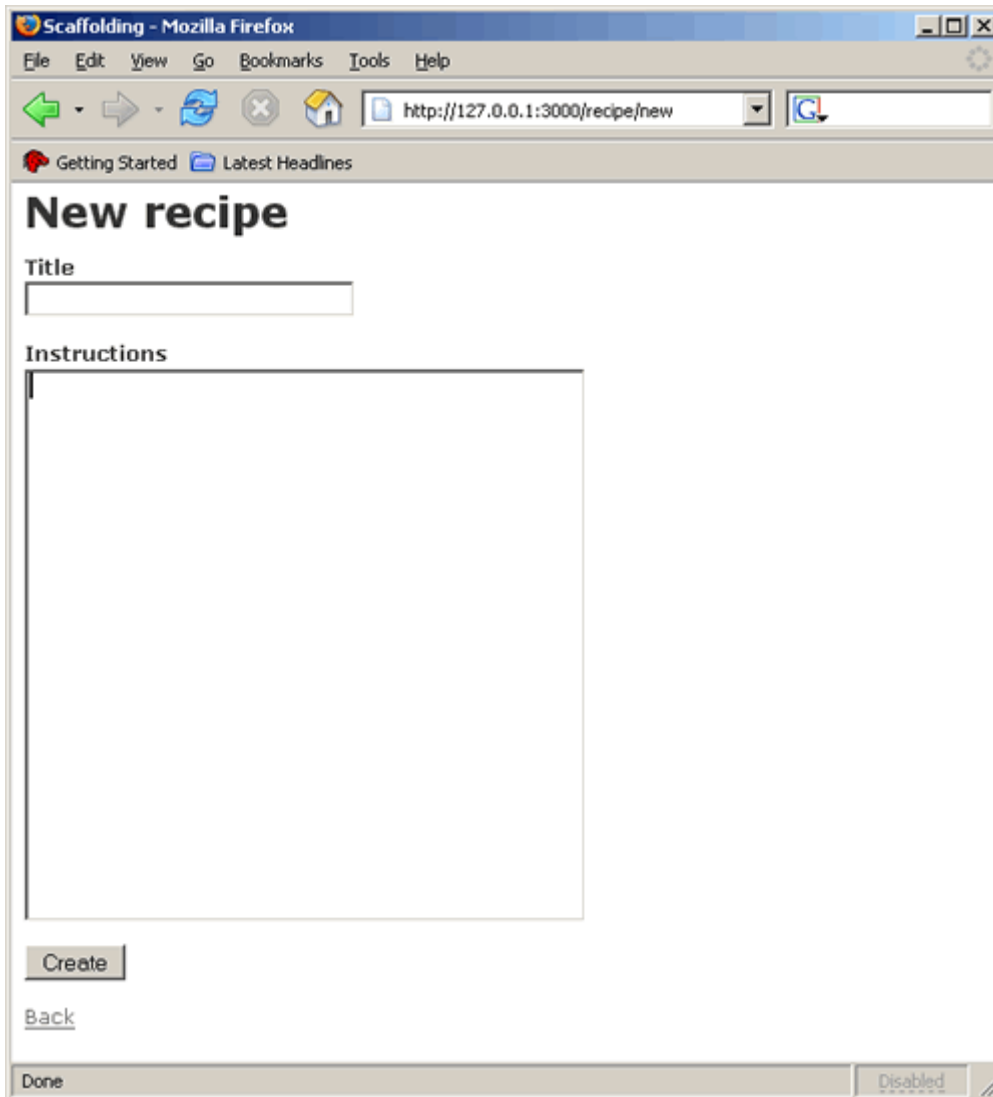 Scaffolding - Mozilla Firefox
File Edit View Go Bookmarks Tools Help
http://127.0.0.1:3000/recipe/new G
Getting Started Latest Headlines
New recipe
Title
Instructions
Create
Back
Done Disabled